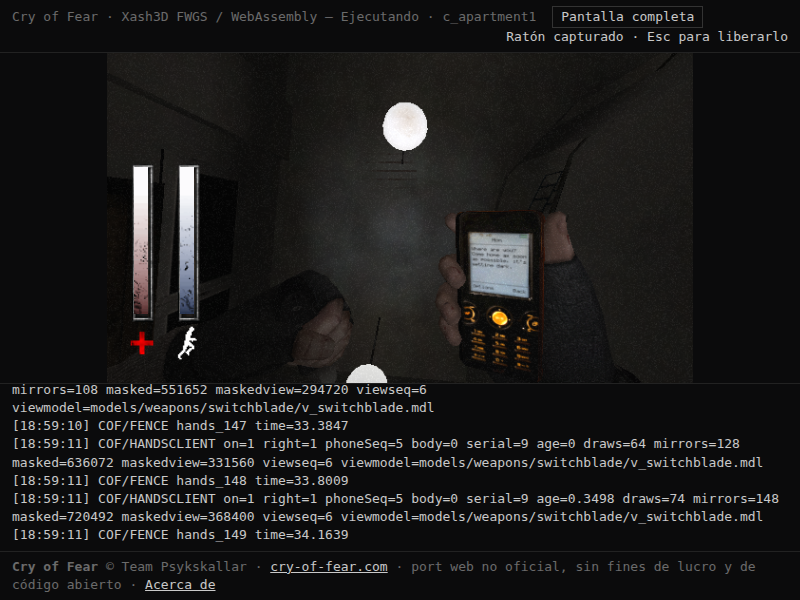 Cry of Fear · Xash3D FWGS / WebAssembly — Ejecutando · c_apartment1
Pantalla completa
Ratón capturado · Esc para liberarlo
mirrors=108 masked=551652 maskedview=294720 viewseq=6
viewmodel=models/weapons/switchblade/v_switchblade.mdl
[18:59:10] COF/FENCE hands_147 time=33.3847
[18:59:11] COF/HANDSCLIENT on=1 right=1 phoneSeq=5 body=0 serial=9 age=0 draws=64 mirrors=128
masked=636072 maskedview=331560 viewseq=6 viewmodel=models/weapons/switchblade/v_switchblade.mdl
[18:59:11] COF/FENCE hands_148 time=33.8009
[18:59:11] COF/HANDSCLIENT on=1 right=1 phoneSeq=5 body=0 serial=9 age=0.3498 draws=74 mirrors=148
masked=720492 maskedview=368400 viewseq=6 viewmodel=models/weapons/switchblade/v_switchblade.mdl
[18:59:11] COF/FENCE hands_149 time=34.1639
Cry of Fear © Team Psykskallar · cry-of-fear.com · port web no oficial, sin fines de lucro y de
código abierto · Acerca de